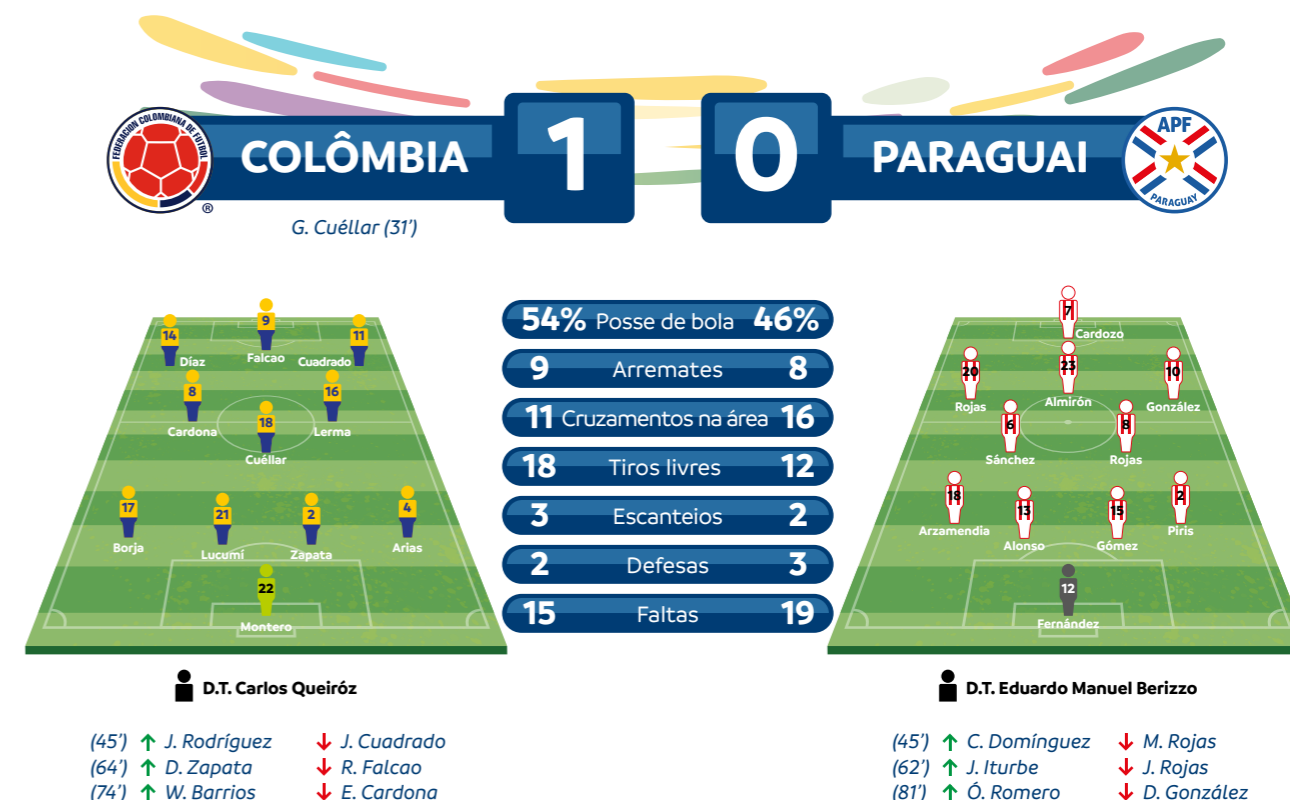 FEDERACION COLOMBIANA DE FUTBOL
®
COLÔMBIA 1
0 PARAGUAI
APF
PARAGUAY
G. Cuéllar (31')
14 Díaz
9 Falcao
11 Cuadrado
8 Cardona
16 Lerma
18 Cuéllar
17 Borja
21 Lucumí
2 Zapata
4 Arias
22 Montero
54% Posse de bola 46%
9 Arremates 8
11 Cruzamentos na área 16
18 Tiros livres 12
3 Escanteios 2
2 Defesas 3
15 Faltas 19
7 Cardozo
20 Rojas
23 Almirón
10 González
6 Sánchez
8 Rojas
18 Arzamendia
13 Alonso
15 Gómez
2 Piris
12 Fernández
D.T. Carlos Queiróz
(45') ↑ J. Rodríguez ↓ J. Cuadrado
(64') ↑ D. Zapata ↓ R. Falcao
(74') ↑ W. Barrios ↓ E. Cardona
D.T. Eduardo Manuel Berizzo
(45') ↑ C. Domínguez ↓ M. Rojas
(62') ↑ J. Iturbe ↓ J. Rojas
(81') ↑ Ó. Romero ↓ D. González